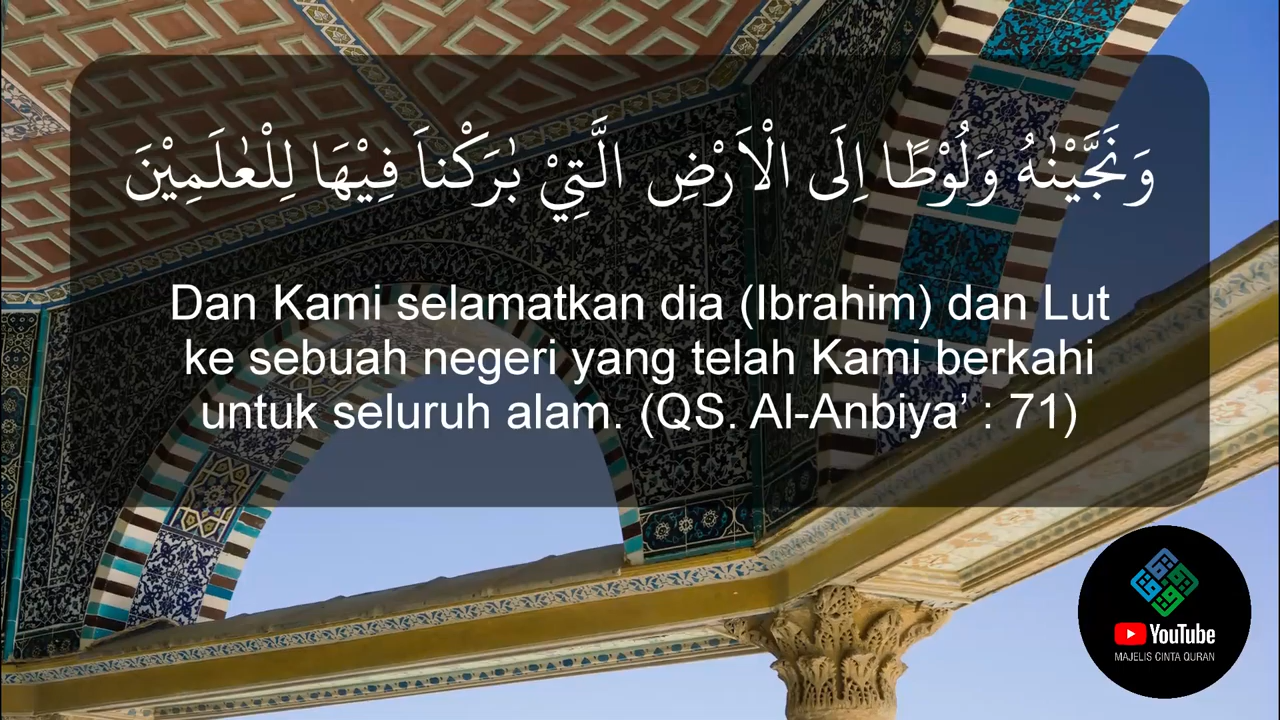 وَنَجَّيْنٰهُ وَلُوْطًا اِلَى الْاَرْضِ الَّتِيْ بٰرَكْناَ فِيْهَا لِلْعٰلَمِيْنَ
Dan Kami selamatkan dia (Ibrahim) dan Lut
ke sebuah negeri yang telah Kami berkahi
untuk seluruh alam. (QS. Al-Anbiya’ : 71)
YouTube
MAJELIS CINTA QURAN